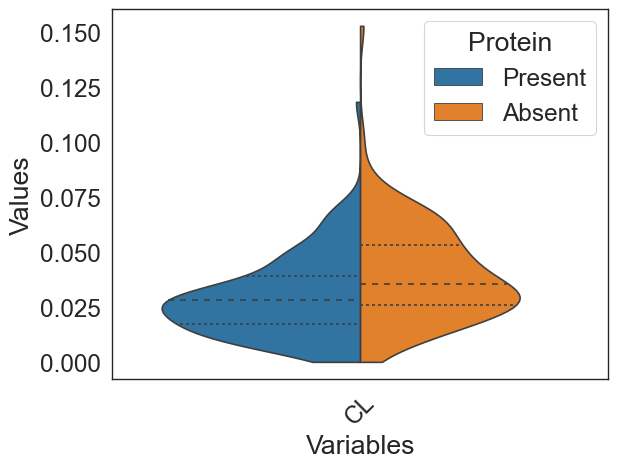 Values
0.150
0.125
0.100
0.075
0.050
0.025
0.000
Protein
Present
Absent
CL
Variables